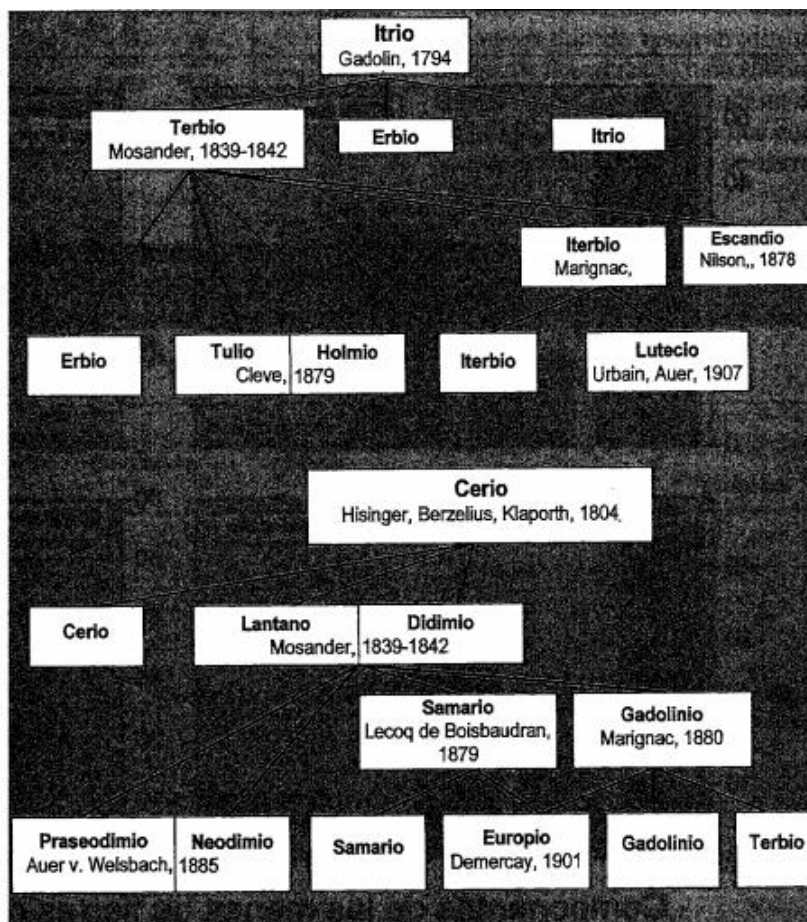 Itrio
Gadolin, 1794
Terbio
Mosander, 1839-1842
Erbio
Itrio
Iterbio
Marignac,
Escandio
Nilson,, 1878
Erbio
Tulio Holmio
Cleve, 1879
Iterbio
Lutecio
Urbain, Auer, 1907
Cerio
Hisinger, Berzelius, Klaporth, 1804.
Cerio
Lantano Didimio
Mosander, 1839-1842
Samario
Lecoq de Boisbaudran,
1879
Gadolinio
Marignac, 1880
Praseodimio Neodimio
Auer v. Welsbach, 1885
Samario
Europio
Demercay, 1901
Gadolinio
Terbio